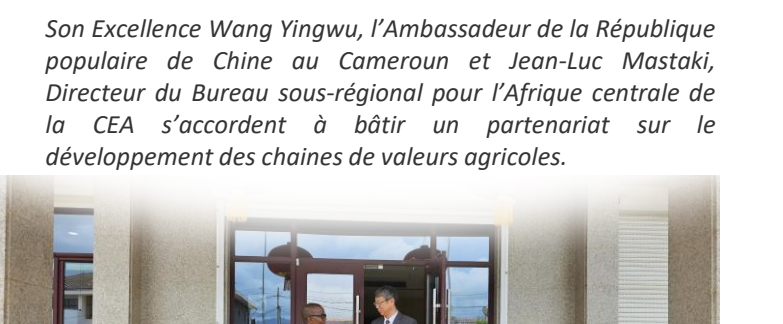 Son Excellence Wang Yingwu, l’Ambassadeur de la République
populaire de Chine au Cameroun et Jean-Luc Mastaki,
Directeur du Bureau sous-régional pour l’Afrique centrale de
la CEA s’accordent à bâtir un partenariat sur le
développement des chaines de valeurs agricoles.